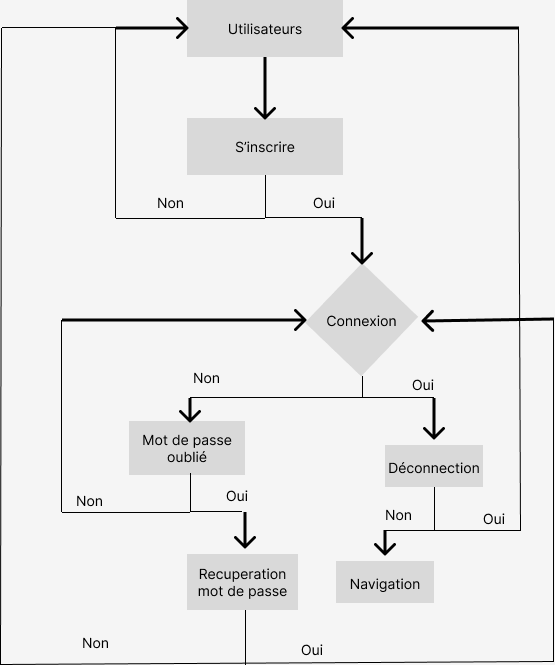 Utilisateurs
S’inscrire
Non
Oui
Connexion
Non
Oui
Mot de passe
oublié
Déconnection
Non
Oui
Non
Oui
Recuperation
mot de passe
Navigation
Non
Oui